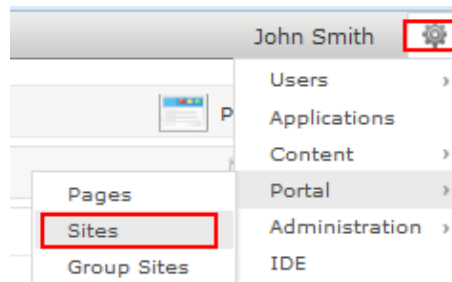 John Smith
Users
P
Applications
Content
Pages
Portal
Sites
Administration
Group Sites
IDE